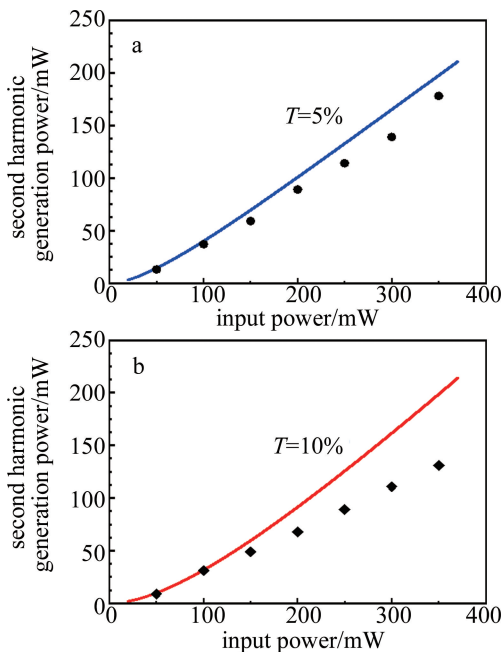 a
second harmonic
generation power/mW
250
200
150
100
50
0
T=5%
0 100 200 300 400
input power/mW
b
second harmonic
generation power/mW
250
200
150
100
50
0
T=10%
0 100 200 300 400
input power/mW